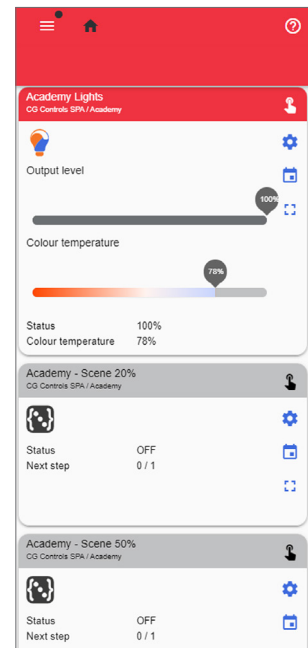 Academy Lights
CG Controls SPA / Academy
Output level
100%
Colour temperature
78%
Status 100%
Colour temperature 78%
Academy - Scene 20%
CG Controls SPA / Academy
Status OFF
Next step 0 / 1
Academy - Scene 50%
CG Controls SPA / Academy
Status OFF
Next step 0 / 1